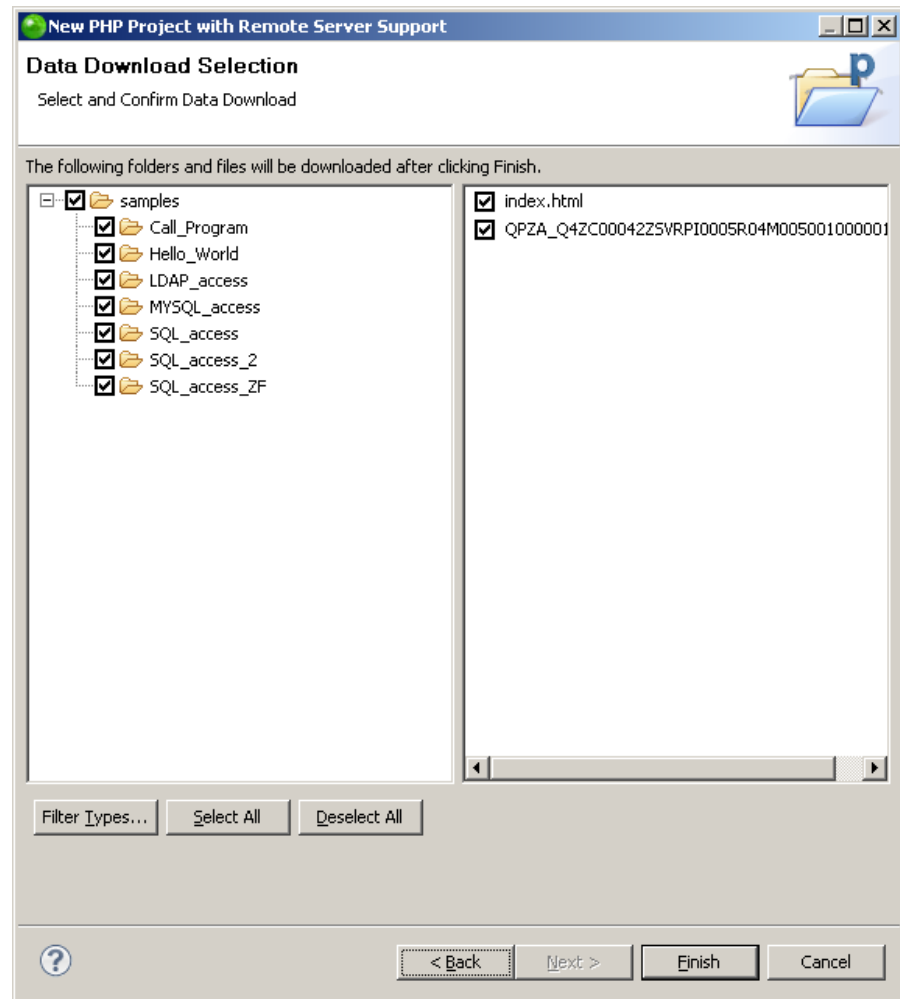 New PHP Project with Remote Server Support
Data Download Selection
Select and Confirm Data Download
The following folders and files will be downloaded after clicking Finish.
samples
Call_Program
Hello_World
LDAP_access
MYSQL_access
SQL_access
SQL_access_2
SQL_access_ZF
index.html
QPZA_Q4ZC00042ZSVRPI0005R04M005001000001
Filter Types...
Select All
Deselect All
< Back
Next >
Finish
Cancel